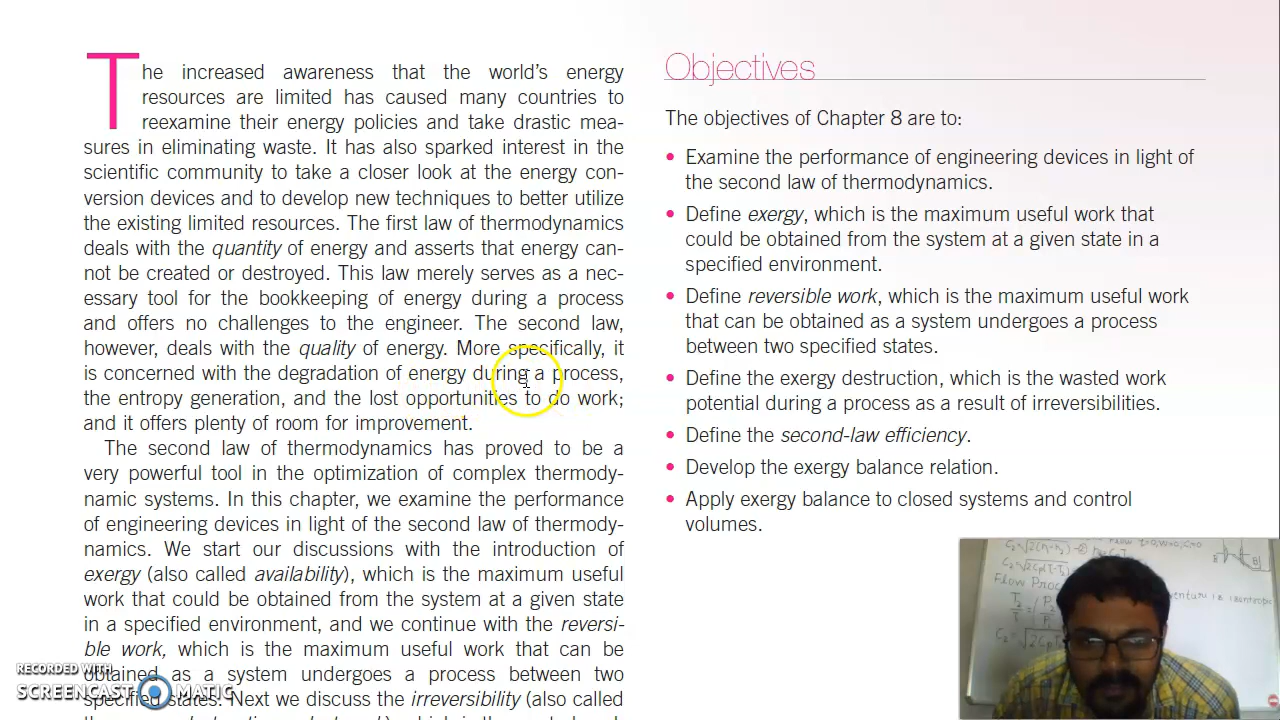 The increased awareness that the world's energy
resources are limited has caused many countries to
reexamine their energy policies and take drastic mea-
sures in eliminating waste. It has also sparked interest in the
scientific community to take a closer look at the energy con-
version devices and to develop new techniques to better utilize
the existing limited resources. The first law of thermodynamics
deals with the quantity of energy and asserts that energy can-
not be created or destroyed. This law merely serves as a nec-
essary tool for the bookkeeping of energy during a process
and offers no challenges to the engineer. The second law,
however, deals with the quality of energy. More specifically, it
is concerned with the degradation of energy during a process,
the entropy generation, and the lost opportunities to do work;
and it offers plenty of room for improvement.
The second law of thermodynamics has proved to be a
very powerful tool in the optimization of complex thermody-
namic systems. In this chapter, we examine the performance
of engineering devices in light of the second law of thermody-
namics. We start our discussions with the introduction of
exergy (also called availability), which is the maximum useful
work that could be obtained from the system at a given state
in a specified environment, and we continue with the reversi-
ble work, which is the maximum useful work that can be
obtained as a system undergoes a process between two
specified states. Next we discuss the irreversibility (also called
Objectives
The objectives of Chapter 8 are to:
• Examine the performance of engineering devices in light of
the second law of thermodynamics.
• Define exergy, which is the maximum useful work that
could be obtained from the system at a given state in a
specified environment.
• Define reversible work, which is the maximum useful work
that can be obtained as a system undergoes a process
between two specified states.
• Define the exergy destruction, which is the wasted work
potential during a process as a result of irreversibilities.
• Define the second-law efficiency.
• Develop the exergy balance relation.
• Apply exergy balance to closed systems and control
volumes.
RECORDED WITH
SCREENCAST MATIC